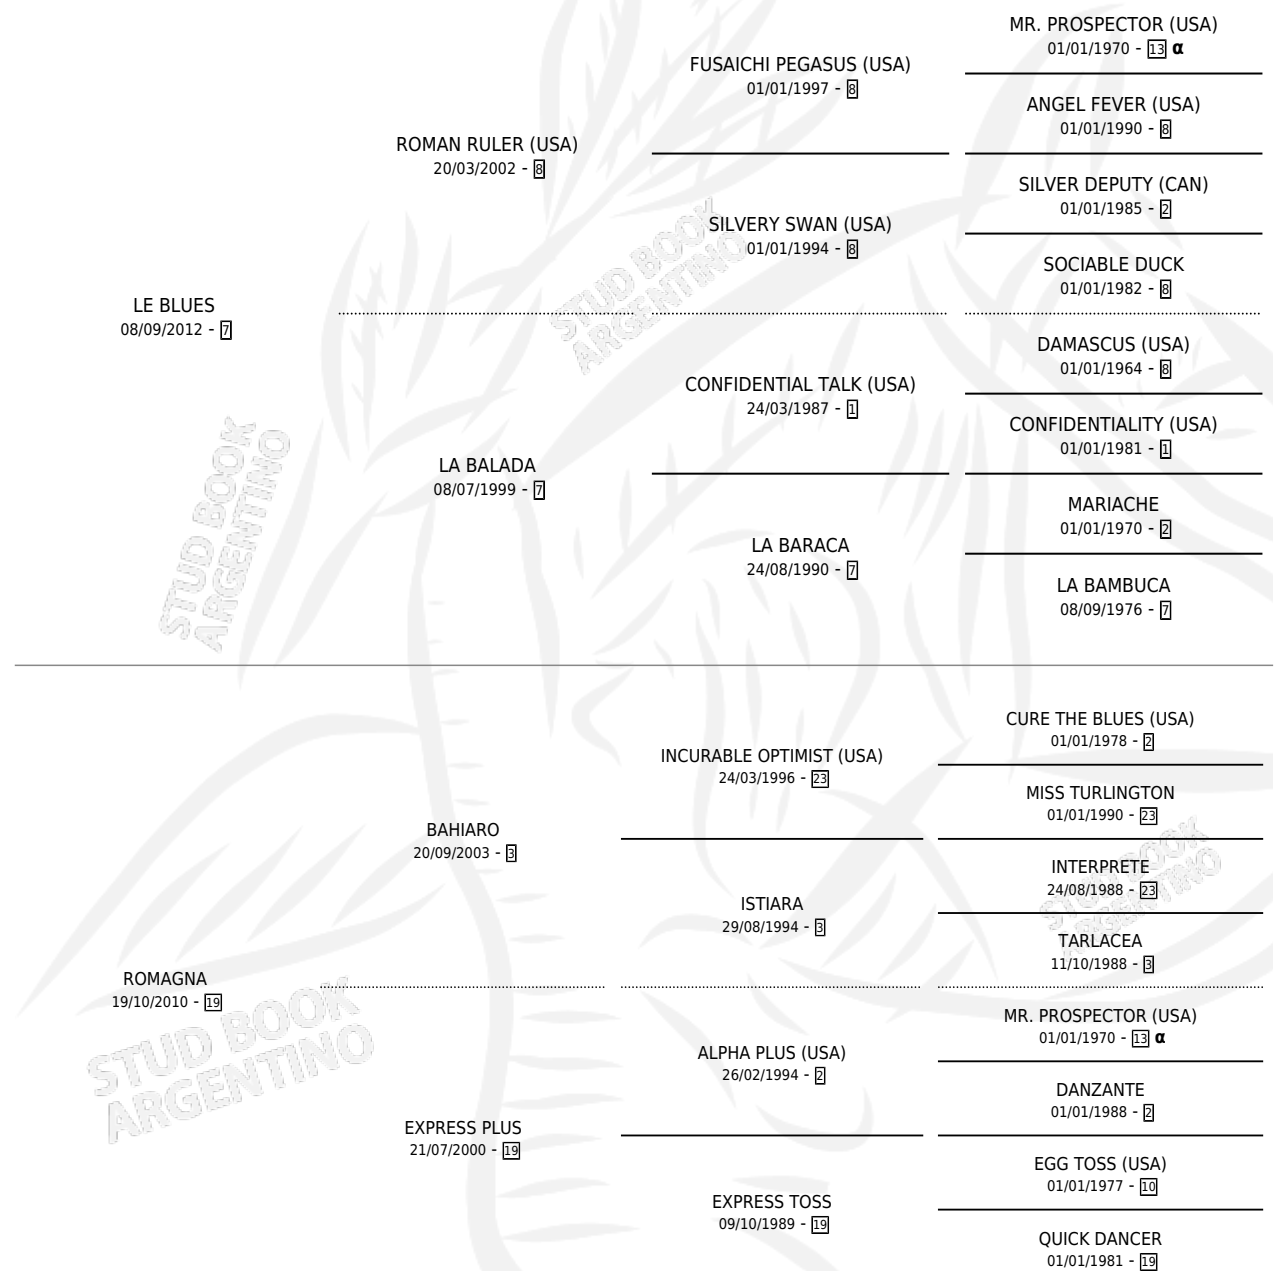 MR. PROSPECTOR (USA)
01/01/1970 - 13 α
FUSAICHI PEGASUS (USA)
01/01/1997 - 8
ANGEL FEVER (USA)
01/01/1990 - 8
ROMAN RULER (USA)
20/03/2002 - 8
SILVER DEPUTY (CAN)
01/01/1985 - 2
SILVERY SWAN (USA)
01/01/1994 - 8
SOCIABLE DUCK
01/01/1982 - 8
LE BLUES
08/09/2012 - 7
DAMASCUS (USA)
01/01/1964 - 8
CONFIDENTIAL TALK (USA)
24/03/1987 - 1
CONFIDENTIALITY (USA)
01/01/1981 - 1
LA BALADA
08/07/1999 - 7
MARIACHE
01/01/1970 - 2
LA BARACA
24/08/1990 - 7
LA BAMBUCA
08/09/1976 - 7
CURE THE BLUES (USA)
01/01/1978 - 2
INCURABLE OPTIMIST (USA)
24/03/1996 - 23
MISS TURLINGTON
01/01/1990 - 23
BAHIARO
20/09/2003 - 3
INTERPRETE
24/08/1988 - 23
ISTIARA
29/08/1994 - 3
TARLACEA
11/10/1988 - 3
ROMAGNA
19/10/2010 - 19
MR. PROSPECTOR (USA)
01/01/1970 - 13 α
ALPHA PLUS (USA)
26/02/1994 - 2
DANZANTE
01/01/1988 - 2
EXPRESS PLUS
21/07/2000 - 19
EGG TOSS (USA)
01/01/1977 - 10
EXPRESS TOSS
09/10/1989 - 19
QUICK DANCER
01/01/1981 - 19
STUD BOOK
ARGENTINO
STUD BOOK
ARGENTINO
STUD BOOK
ARGENTINO
STUD BOOK
ARGENTINO